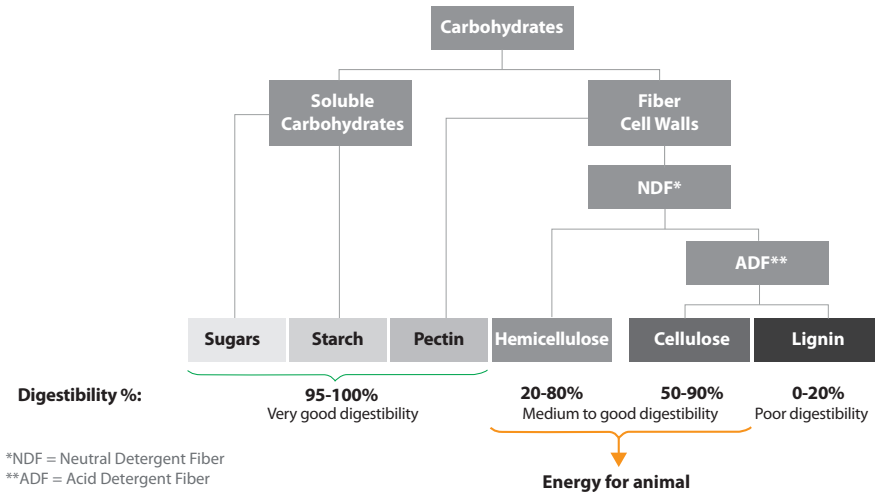 Carbohydrates
Soluble
Carbohydrates
Fiber
Cell Walls
NDF*
ADF**
Sugars
Starch
Pectin
Hemicellulose
Cellulose
Lignin
Digestibility %:
95-100%
20-80%
50-90%
0-20%
Very good digestibility
Medium to good digestibility
Poor digestibility
*NDF = Neutral Detergent Fiber
**ADF = Acid Detergent Fiber
Energy for animal